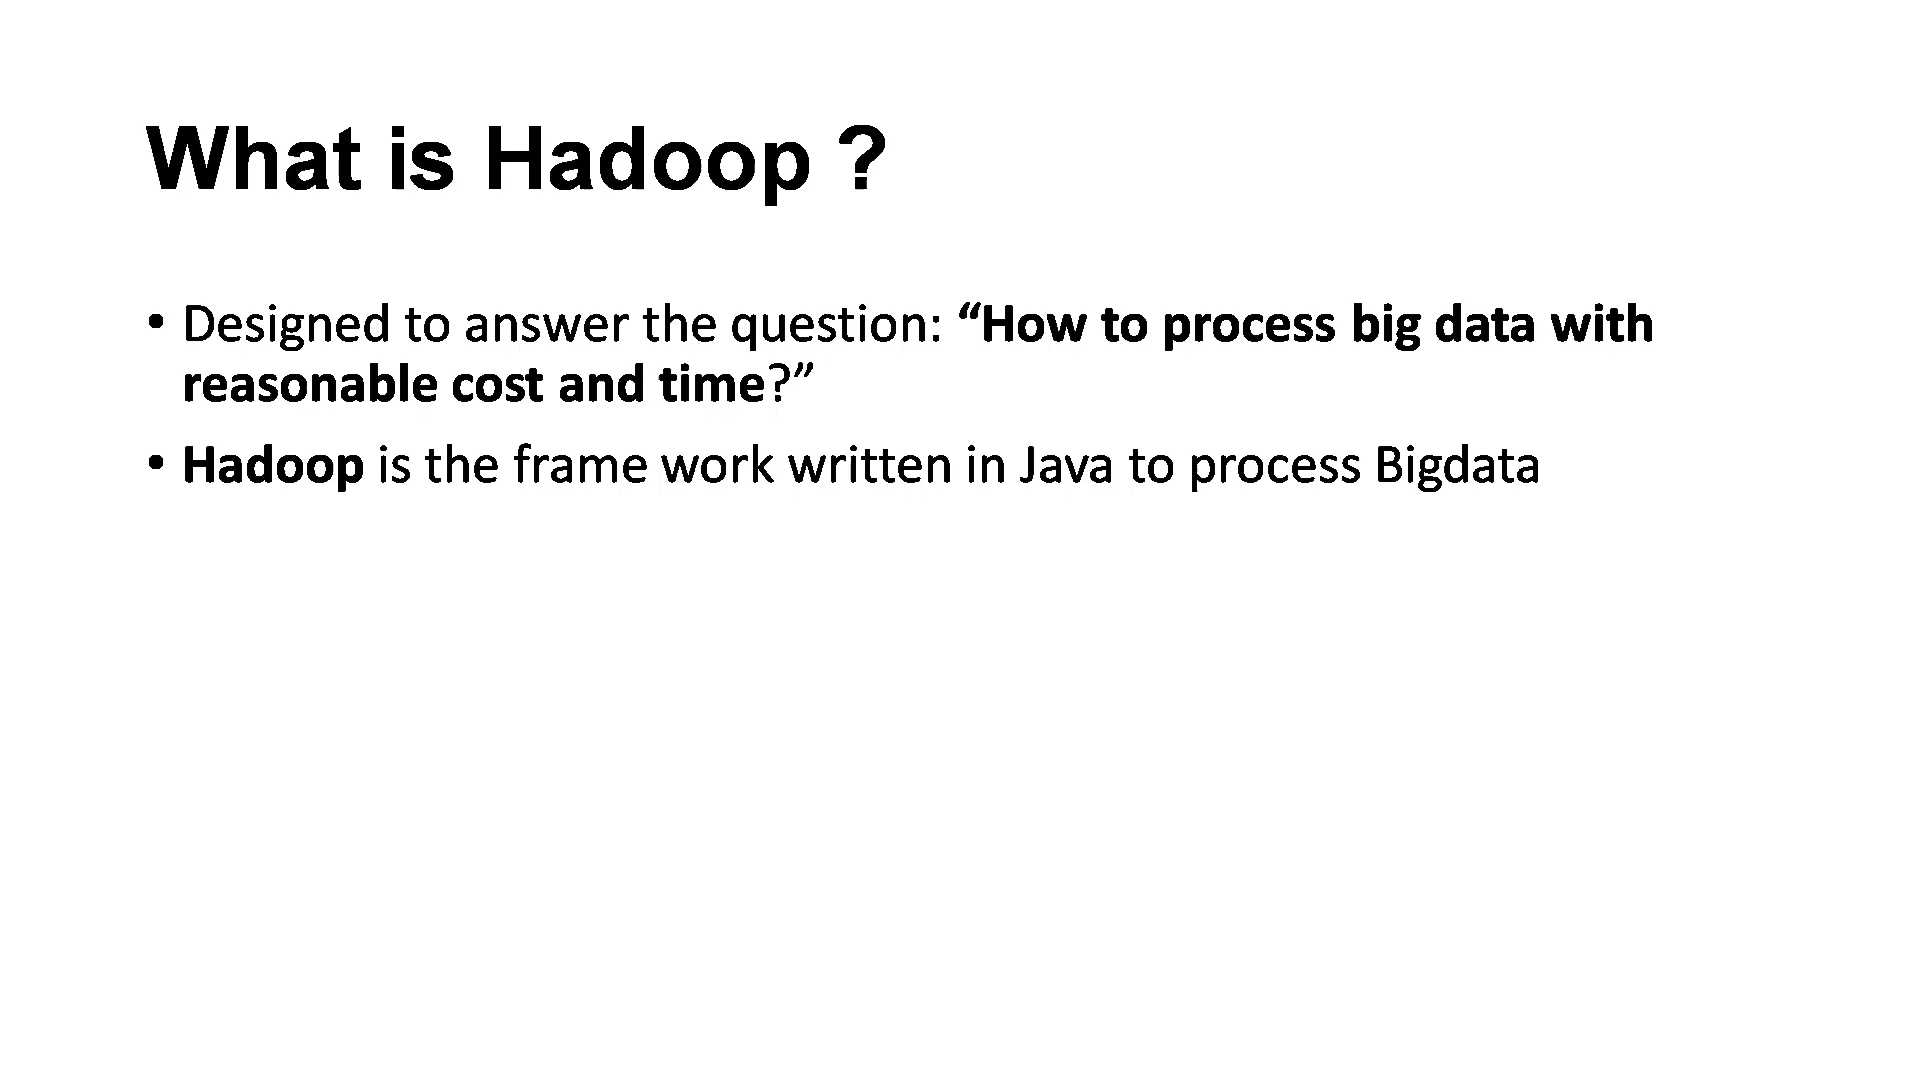 What is Hadoop ?
• Designed to answer the question: “How to process big data with
reasonable cost and time?”
• Hadoop is the frame work written in Java to process Bigdata